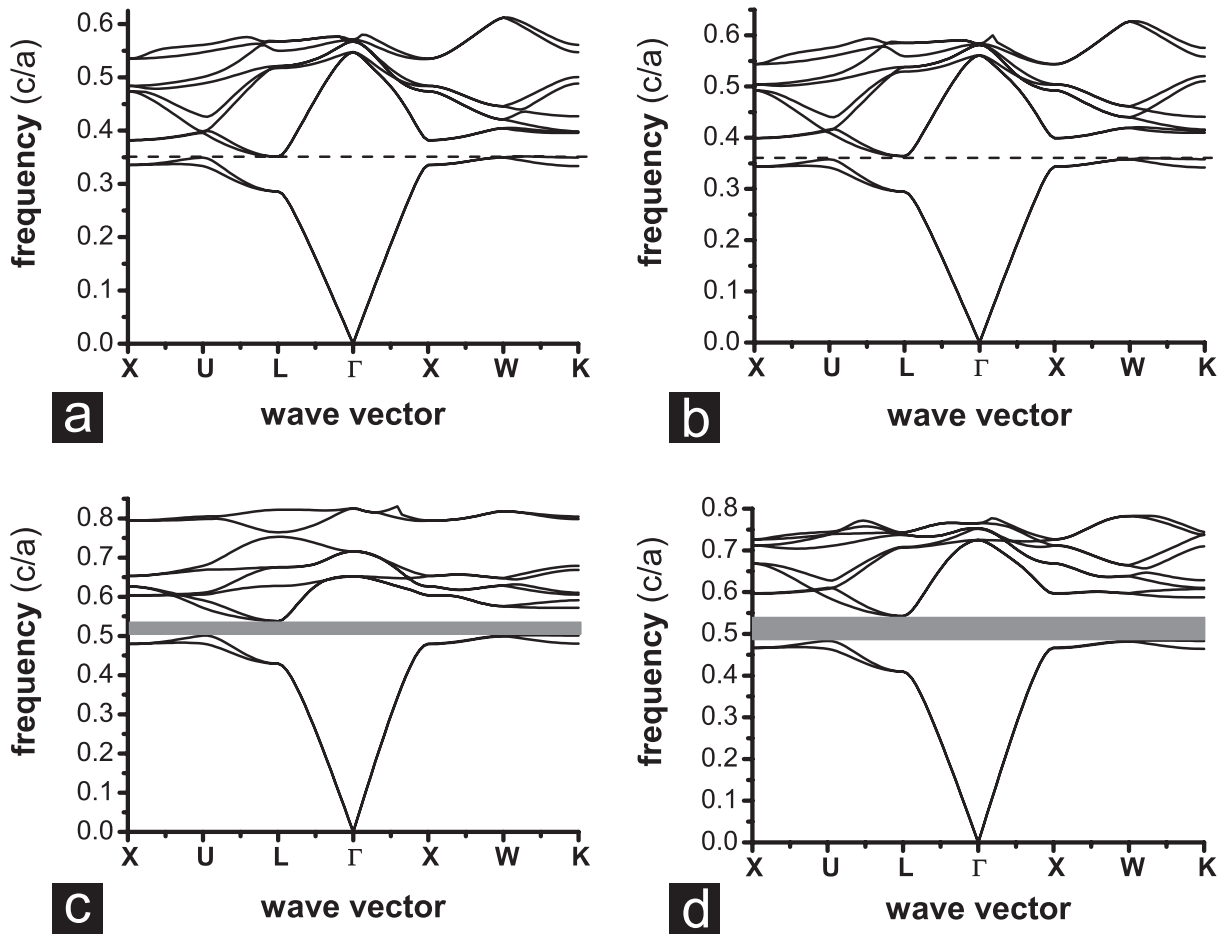 frequency (c/a)
0.6
0.5
0.4
0.3
0.2
0.1
0.0
X U L Γ X W K
wave vector
a
frequency (c/a)
0.6
0.5
0.4
0.3
0.2
0.1
0.0
X U L Γ X W K
wave vector
b
frequency (c/a)
0.8
0.7
0.6
0.5
0.4
0.3
0.2
0.1
0.0
X U L Γ X W K
wave vector
c
frequency (c/a)
0.8
0.7
0.6
0.5
0.4
0.3
0.2
0.1
0.0
X U L Γ X W K
wave vector
d